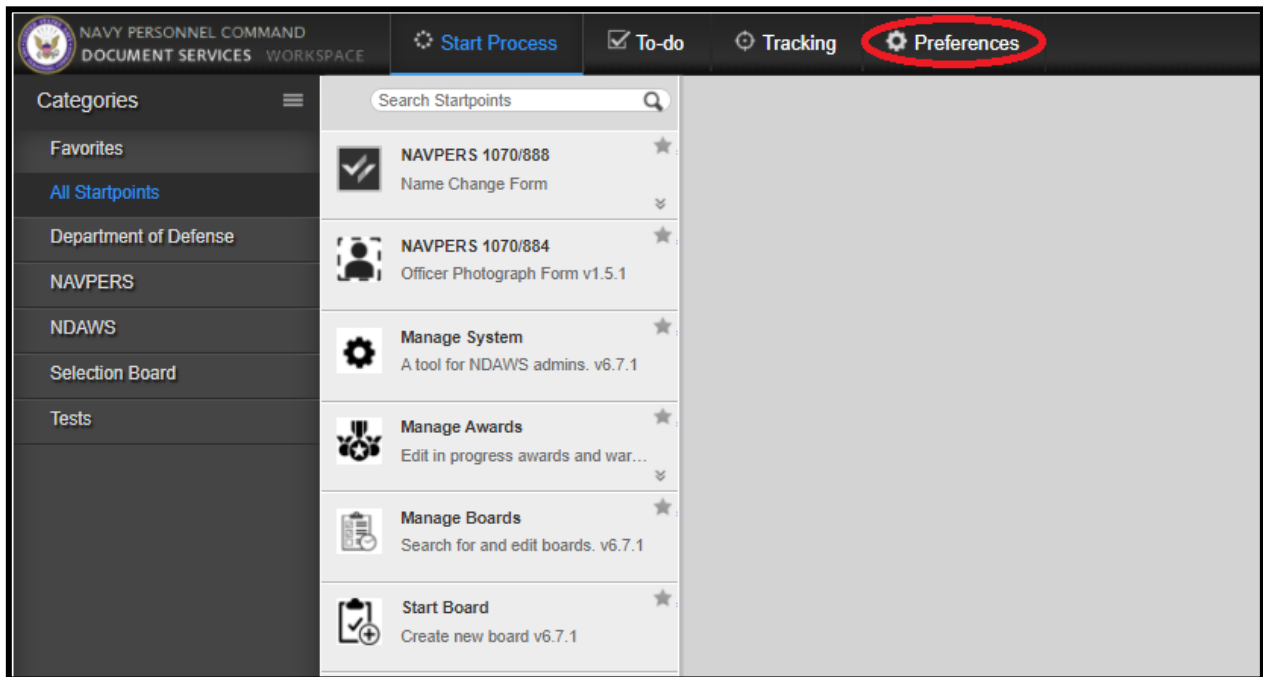 NAVY PERSONNEL COMMAND
DOCUMENT SERVICES WORKSPACE
Start Process
To-do
Tracking
Preferences
Categories
Favorites
All Startpoints
Department of Defense
NAVPERS
NDAWS
Selection Board
Tests
Search Startpoints
NAVPERS 1070/888
Name Change Form
NAVPERS 1070/884
Officer Photograph Form v1.5.1
Manage System
A tool for NDAWS admins. v6.7.1
Manage Awards
Edit in progress awards and war...
Manage Boards
Search for and edit boards. v6.7.1
Start Board
Create new board v6.7.1